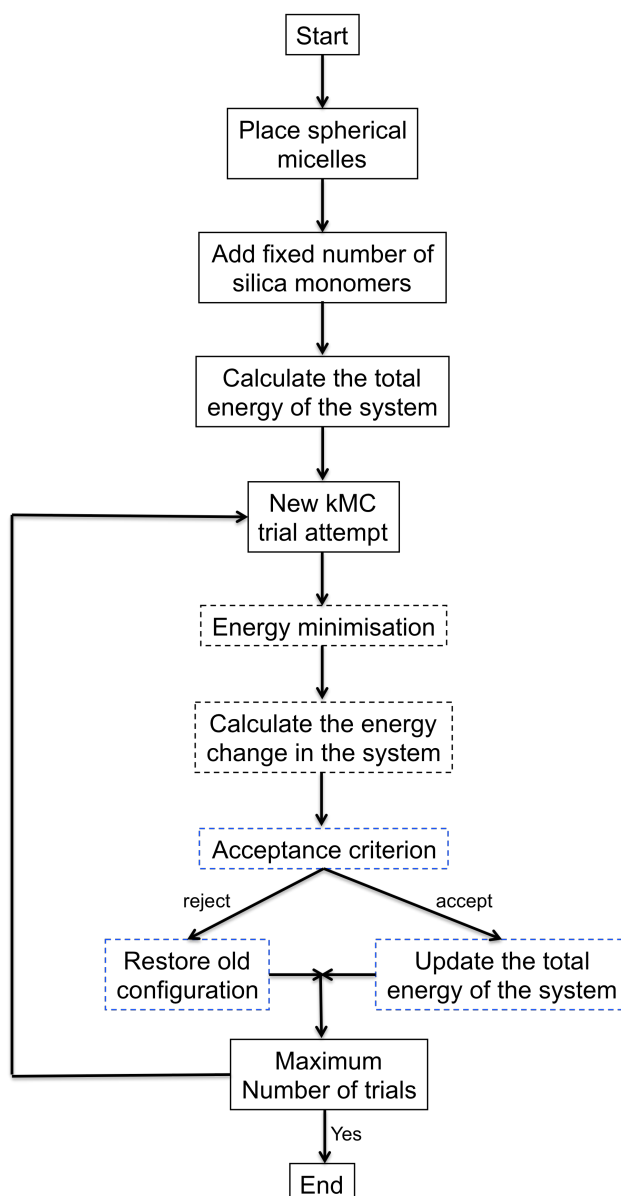 Start
Place spherical
micelles
Add fixed number of
silica monomers
Calculate the total
energy of the system
New kMC
trial attempt
Energy minimisation
Calculate the energy
change in the system
Acceptance criterion
reject
accept
Restore old
configuration
Update the total
energy of the system
Maximum
Number of trials
Yes
End